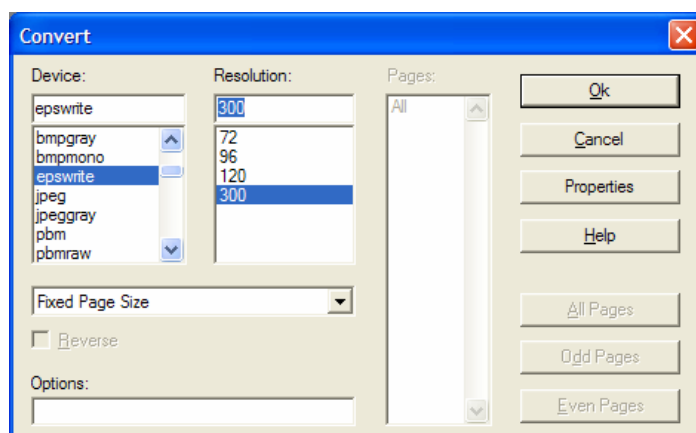 Convert
Device:
epswrite
bmpgray
bmpmono
epswrite
jpeg
jpeggray
pbm
pbmraw
Resolution:
300
72
96
120
300
Pages:
All
Ok
Cancel
Properties
Help
All Pages
Odd Pages
Even Pages
Fixed Page Size
Reverse
Options: